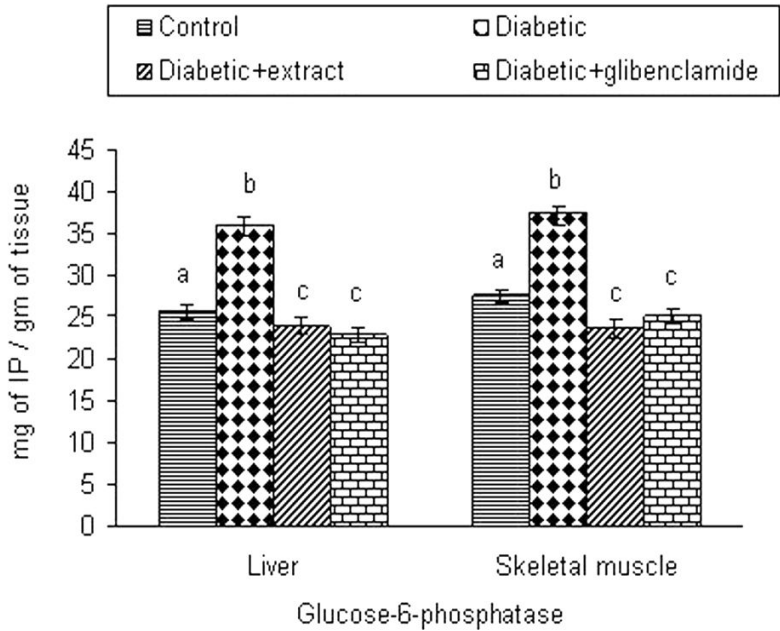 Control
Diabetic
Diabetic+extract
Diabetic+glibenclamide
mg of IP / gm of tissue
45
40
35
30
25
20
15
10
5
0
a
b
c
c
a
b
c
c
Liver
Skeletal muscle
Glucose-6-phosphatase